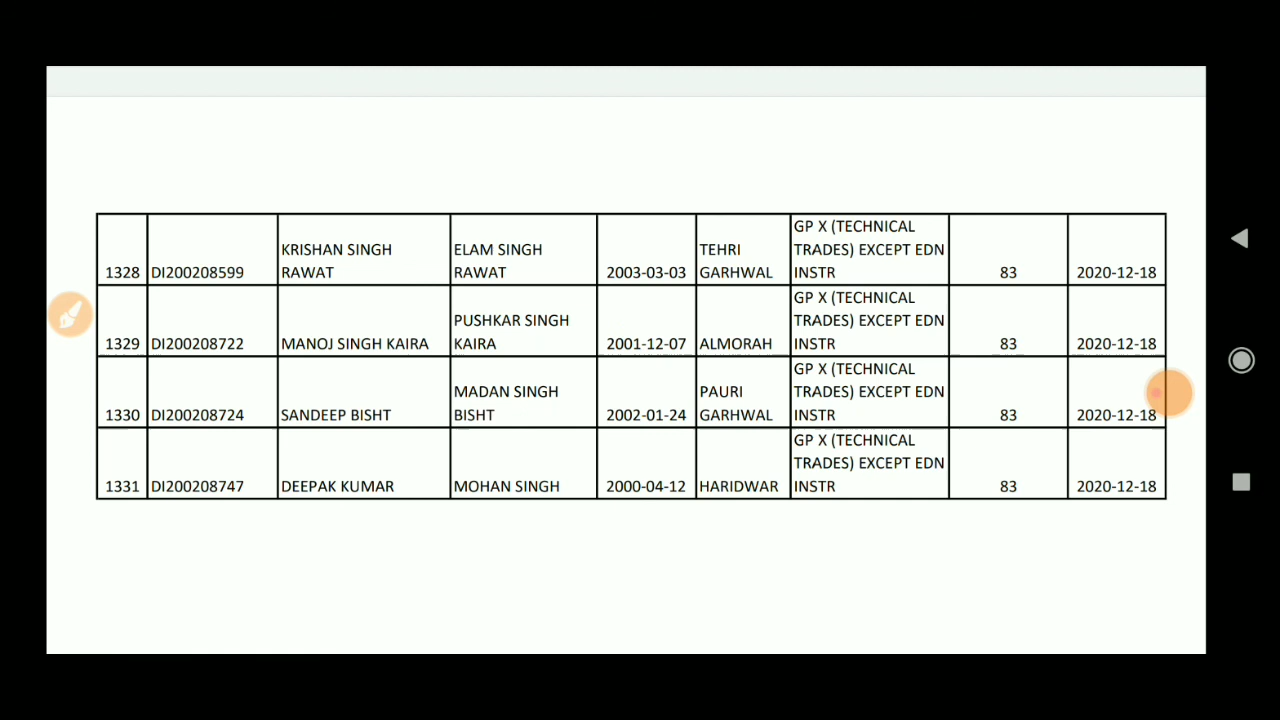 1328 DI200208599 KRISHAN SINGH RAWAT ELAM SINGH RAWAT 2003-03-03 TEHRI GARHWAL GP X (TECHNICAL TRADES) EXCEPT EDN INSTR 83 2020-12-18
1329 DI200208722 MANOJ SINGH KAIRA PUSHKAR SINGH KAIRA 2001-12-07 ALMORAH GP X (TECHNICAL TRADES) EXCEPT EDN INSTR 83 2020-12-18
1330 DI200208724 SANDEEP BISHT MADAN SINGH BISHT 2002-01-24 PAURI GARHWAL GP X (TECHNICAL TRADES) EXCEPT EDN INSTR 83 2020-12-18
1331 DI200208747 DEEPAK KUMAR MOHAN SINGH 2000-04-12 HARIDWAR GP X (TECHNICAL TRADES) EXCEPT EDN INSTR 83 2020-12-18